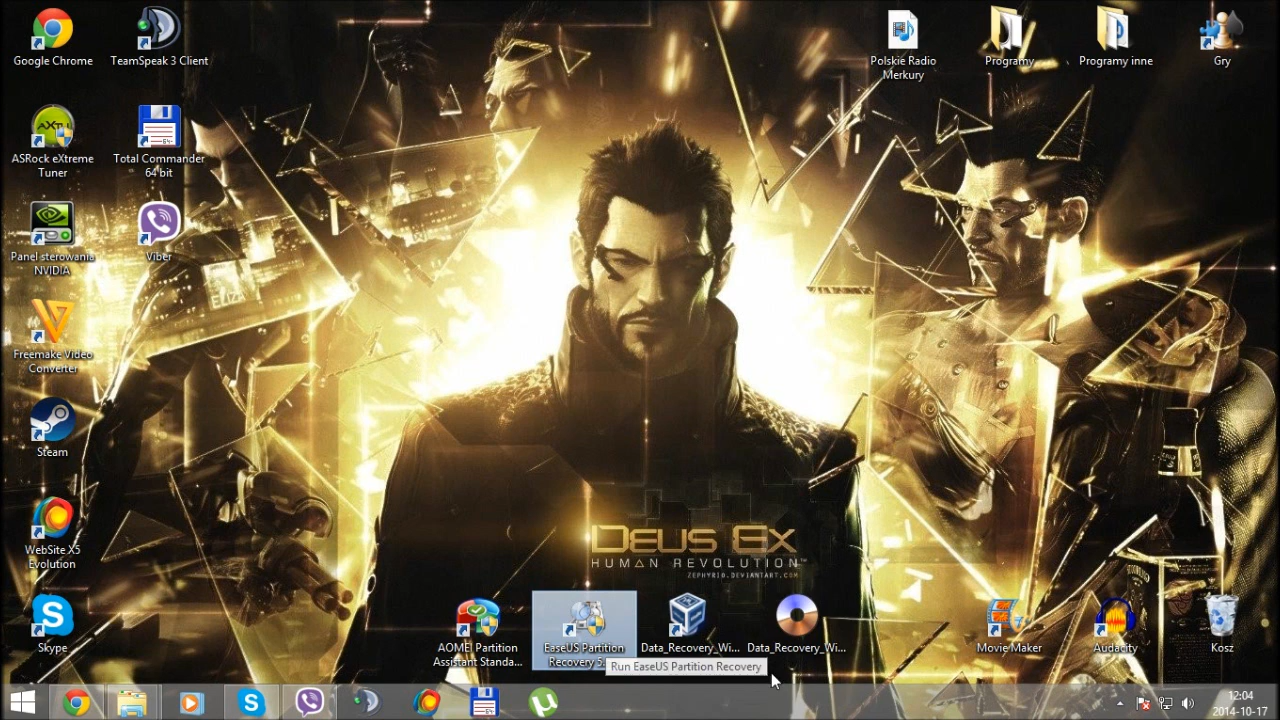 Google Chrome
TeamSpeak 3 Client
Polskie Radio
Merkury
Programy
Programy inne
Gry
ASRock eXtreme
Tuner
Total Commander
64 bit
Panel sterowania
NVIDIA
Viber
Freemake Video
Converter
Steam
WebSite X5
Evolution
Skype
DEUS EX
HUMAN REVOLUTION™
ZEPHYRIO.DEVIANTART.COM
AOMEI Partition
Assistant Standa...
EaseUS Partition
Recovery 5.
Data_Recovery_Wi...
Data_Recovery_Wi...
Movie Maker
Audacity
Kosz
Run EaseUS Partition Recovery
12:04
2014-10-17